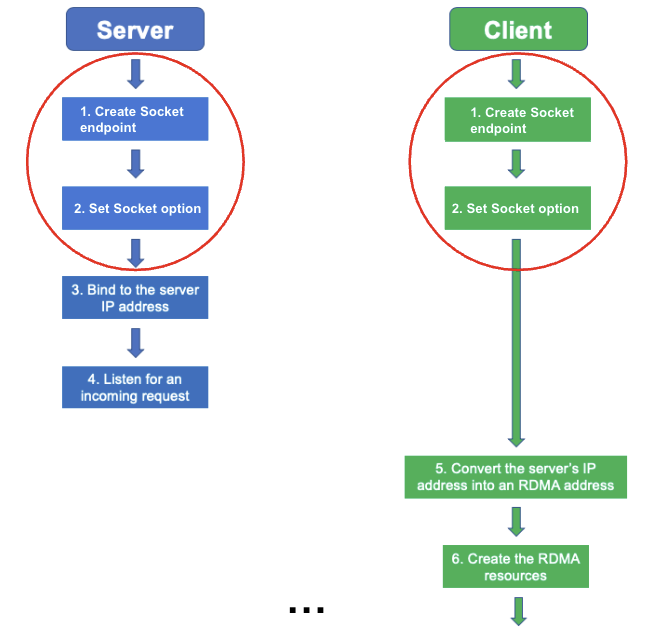 Server
Client
1. Create Socket
endpoint
1. Create Socket
endpoint
2. Set Socket option
2. Set Socket option
3. Bind to the server
IP address
4. Listen for an
incoming request
5. Convert the server's IP
address into an RDMA address
6. Create the RDMA
resources
...